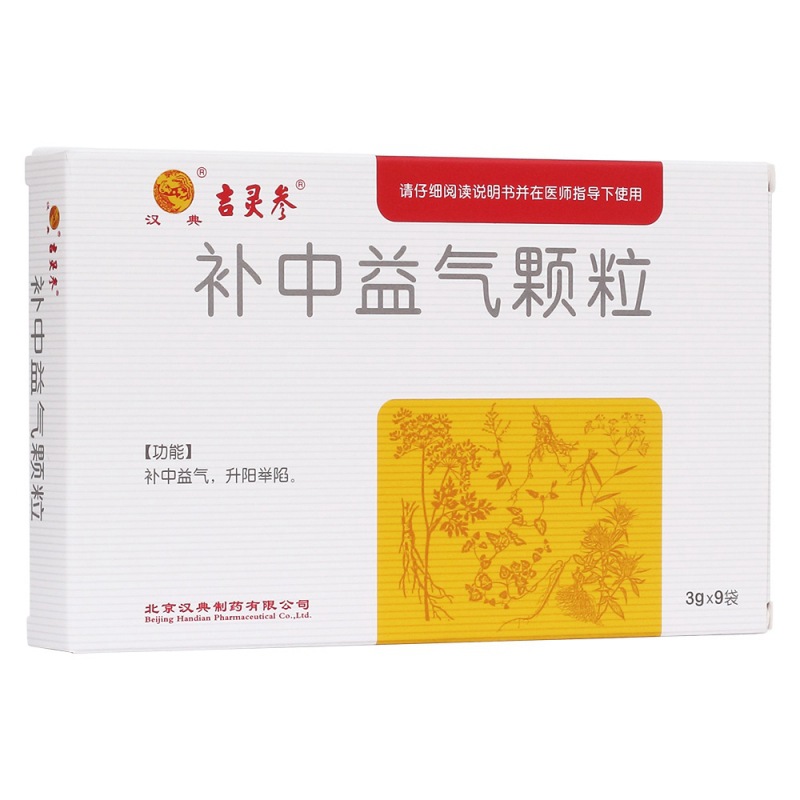 汉典® 吉灵参®
请仔细阅读说明书并在医师指导下使用
补中益气颗粒
【功能】
补中益气，升阳举陷。
北京汉典制药有限公司
Beijing Handian Pharmaceutical Co.,Ltd.
3g×9袋
吉灵参®
补中益气颗粒